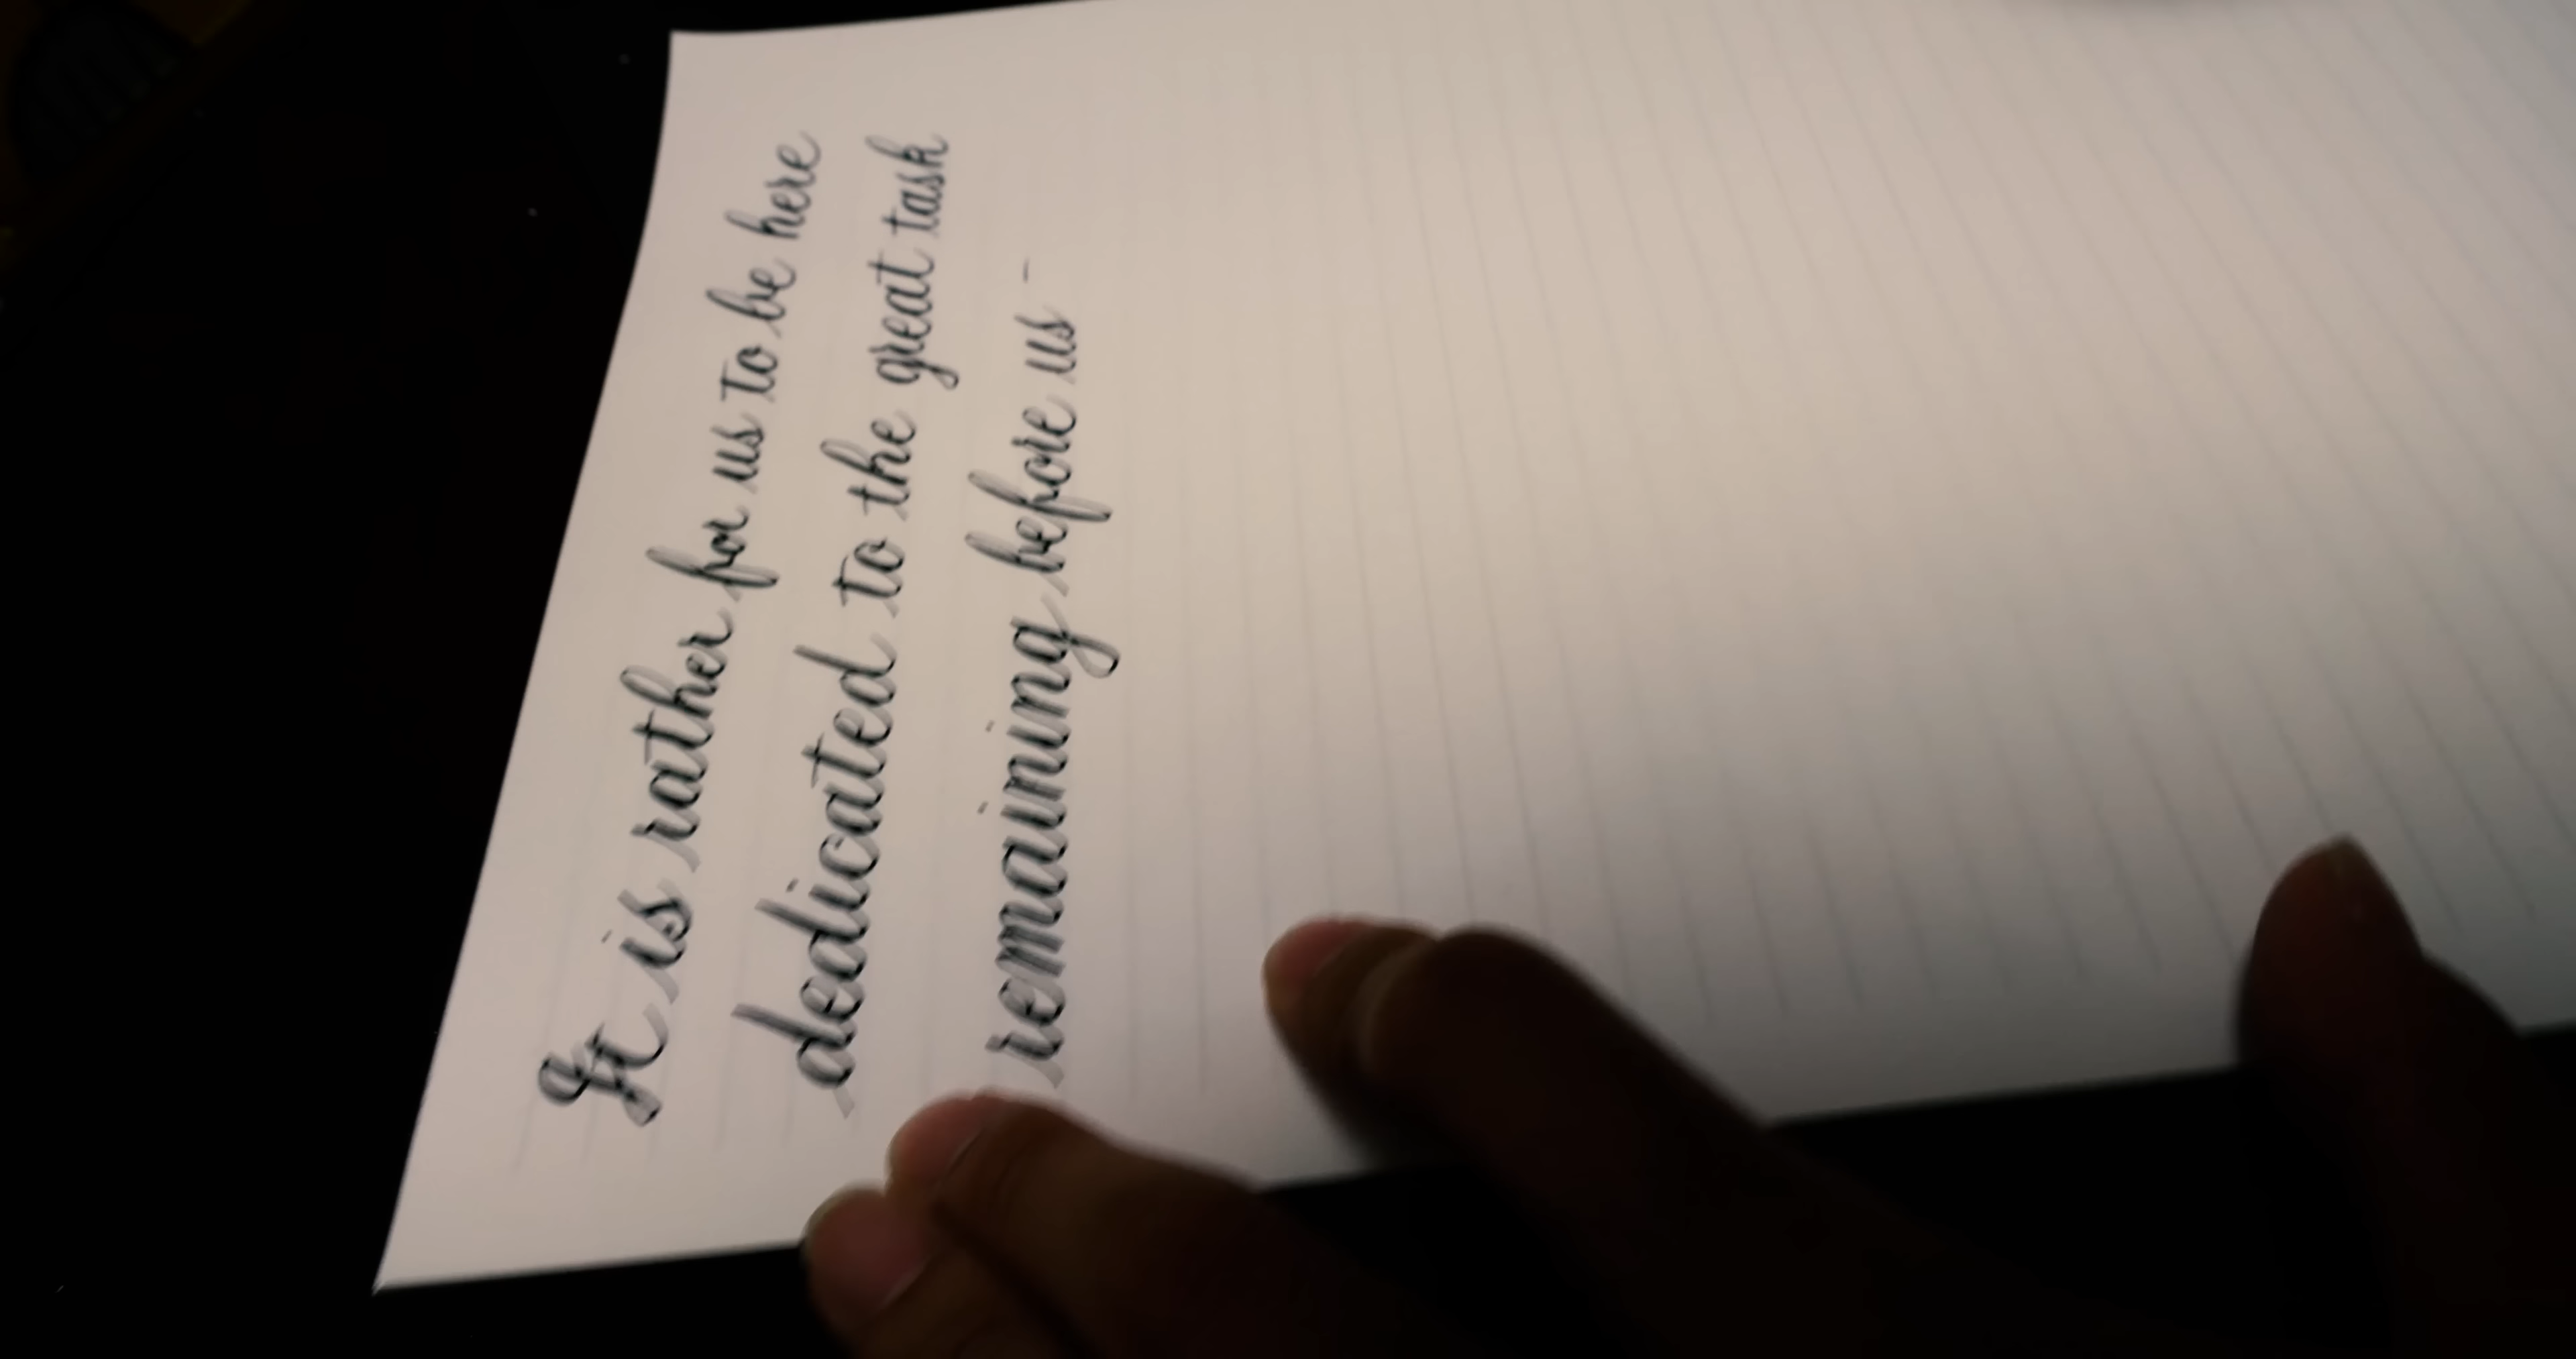 It is rather for us to be here
dedicated to the great task
remaining before us -